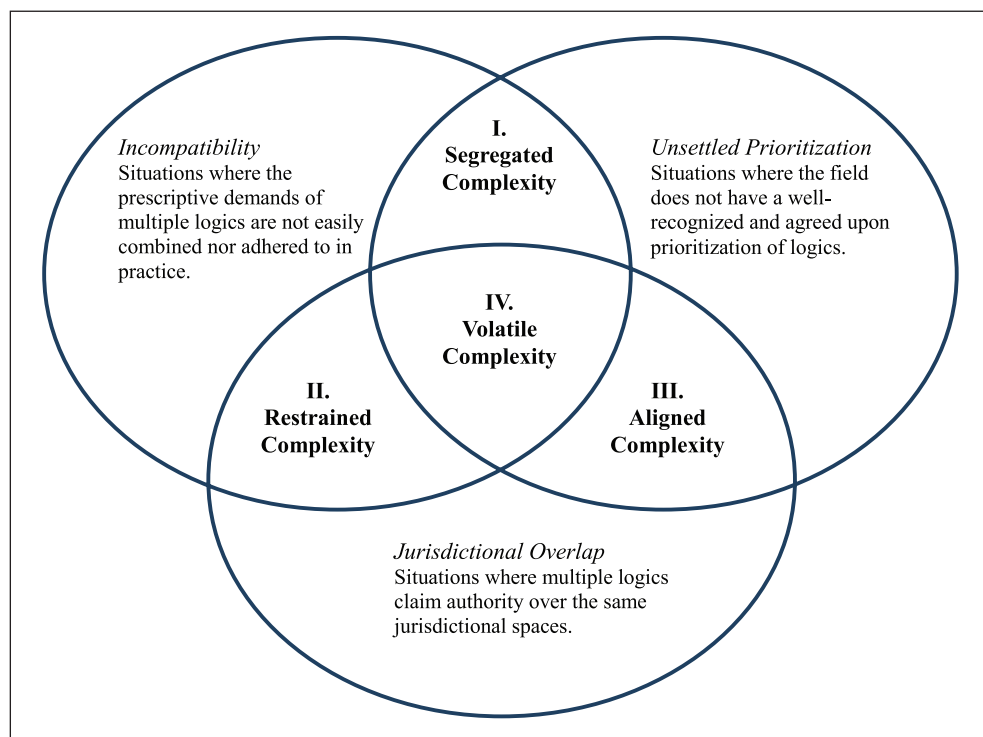 Incompatibility
Situations where the
prescriptive demands of
multiple logics are not easily
combined nor adhered to in
practice.
I.
Segregated
Complexity
Unsettled Prioritization
Situations where the field
does not have a well-
recognized and agreed upon
prioritization of logics.
IV.
Volatile
Complexity
II.
Restrained
Complexity
III.
Aligned
Complexity
Jurisdictional Overlap
Situations where multiple logics
claim authority over the same
jurisdictional spaces.